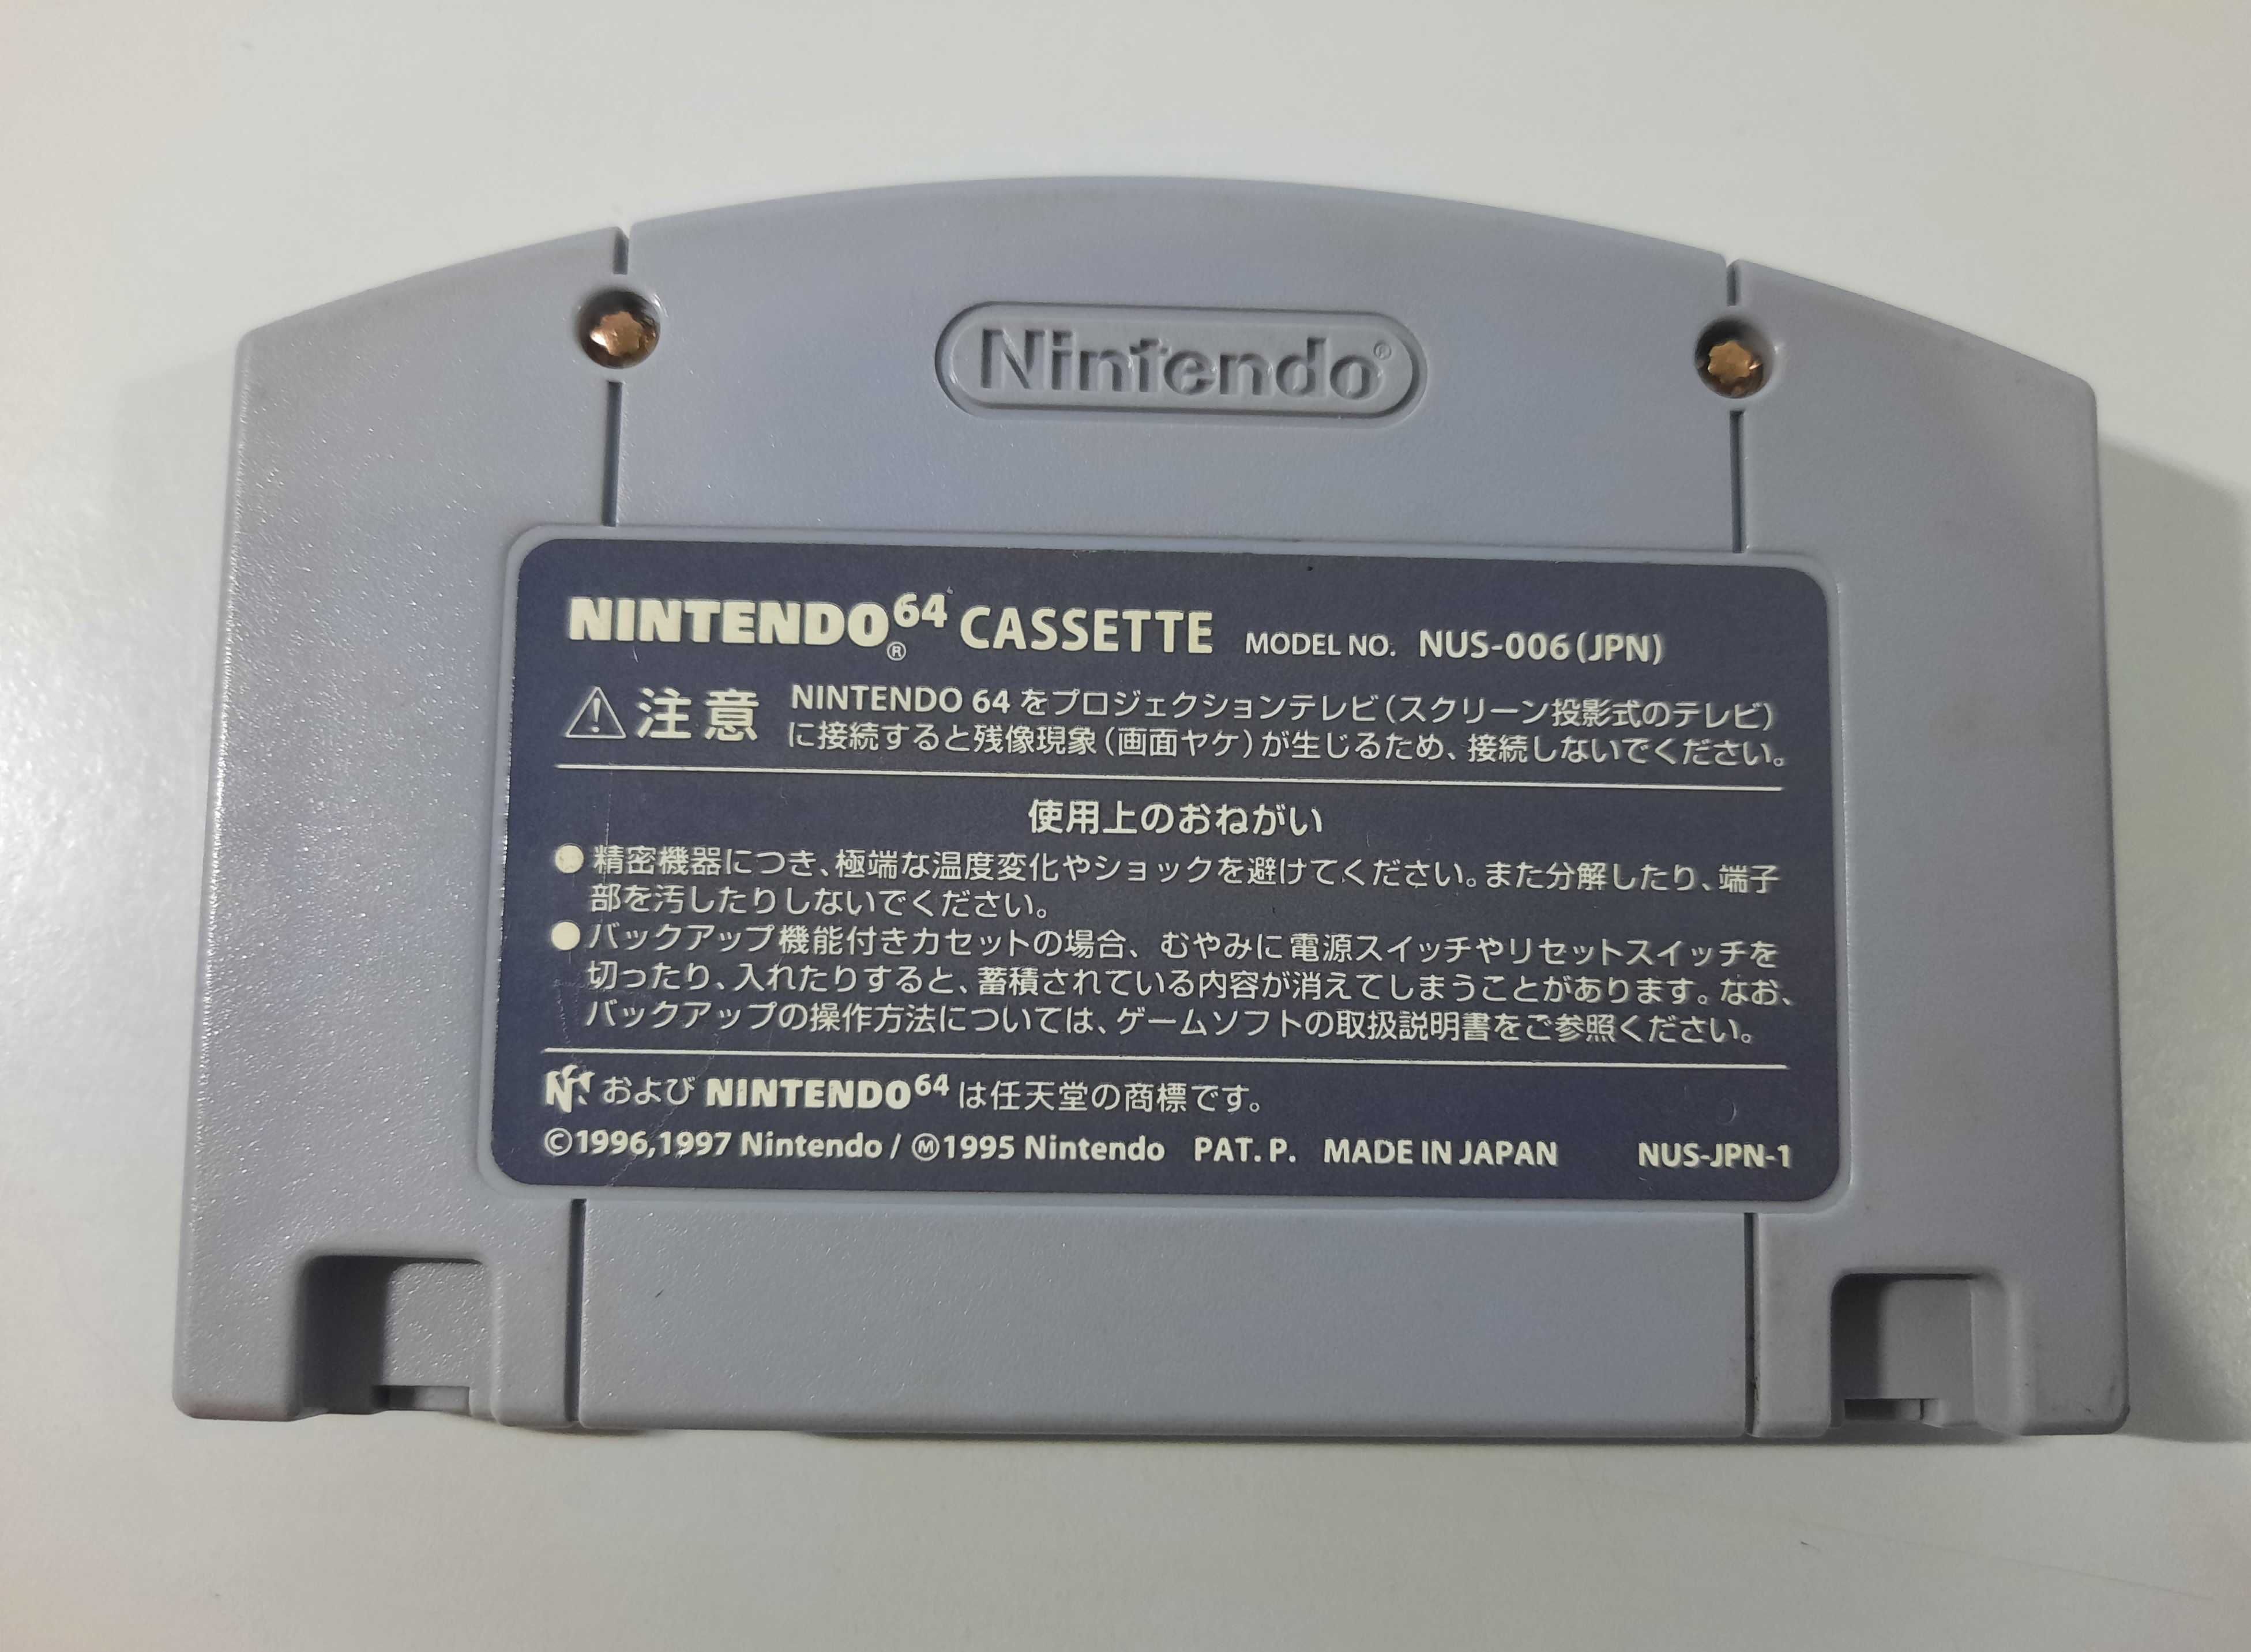 Nintendo®
NINTENDO64® CASSETTE MODEL NO. NUS-006(JPN)
⚠注意 NINTENDO 64 をプロジェクションテレビ(スクリーン投影式のテレビ)
に接続すると残像現象(画面ヤケ)が生じるため、接続しないでください。
使用上のおねがい
●精密機器につき、極端な温度変化やショックを避けてください。また分解したり、端子
部を汚したりしないでください。
●バックアップ機能付きカセットの場合、むやみに電源スイッチやリセットスイッチを
切ったり、入れたりすると、蓄積されている内容が消えてしまうことがあります。なお、
バックアップの操作方法については、ゲームソフトの取扱説明書をご参照ください。
N および NINTENDO64 は任天堂の商標です。
©1996,1997 Nintendo / Ⓜ1995 Nintendo PAT. P. MADE IN JAPAN NUS-JPN-1